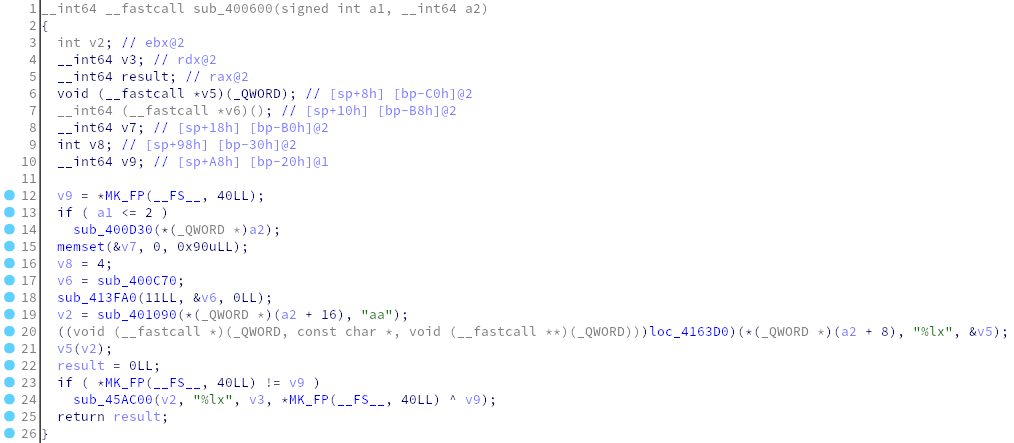 1 __int64 __fastcall sub_400600(signed int a1, __int64 a2)
2 {
3 int v2; // ebx@2
4 __int64 v3; // rdx@2
5 __int64 result; // rax@2
6 void (__fastcall *v5)(_QWORD); // [sp+8h] [bp-C0h]@2
7 __int64 (__fastcall *v6)(); // [sp+10h] [bp-B8h]@2
8 __int64 v7; // [sp+18h] [bp-B0h]@2
9 int v8; // [sp+98h] [bp-30h]@2
10 __int64 v9; // [sp+A8h] [bp-20h]@1
11
12 v9 = *MK_FP(__FS__, 40LL);
13 if ( a1 <= 2 )
14 sub_400D30(*(_QWORD *)a2);
15 memset(&v7, 0, 0x90uLL);
16 v8 = 4;
17 v6 = sub_400C70;
18 sub_413FA0(11LL, &v6, 0LL);
19 v2 = sub_401090(*(_QWORD *)(a2 + 16), "aa");
20 ((void (__fastcall *)(_QWORD, const char *, void (__fastcall **)(_QWORD)))loc_4163D0)(*(_QWORD *)(a2 + 8), "%lx", &v5);
21 v5(v2);
22 result = 0LL;
23 if ( *MK_FP(__FS__, 40LL) != v9 )
24 sub_45AC00(v2, "%lx", v3, *MK_FP(__FS__, 40LL) ^ v9);
25 return result;
26 }